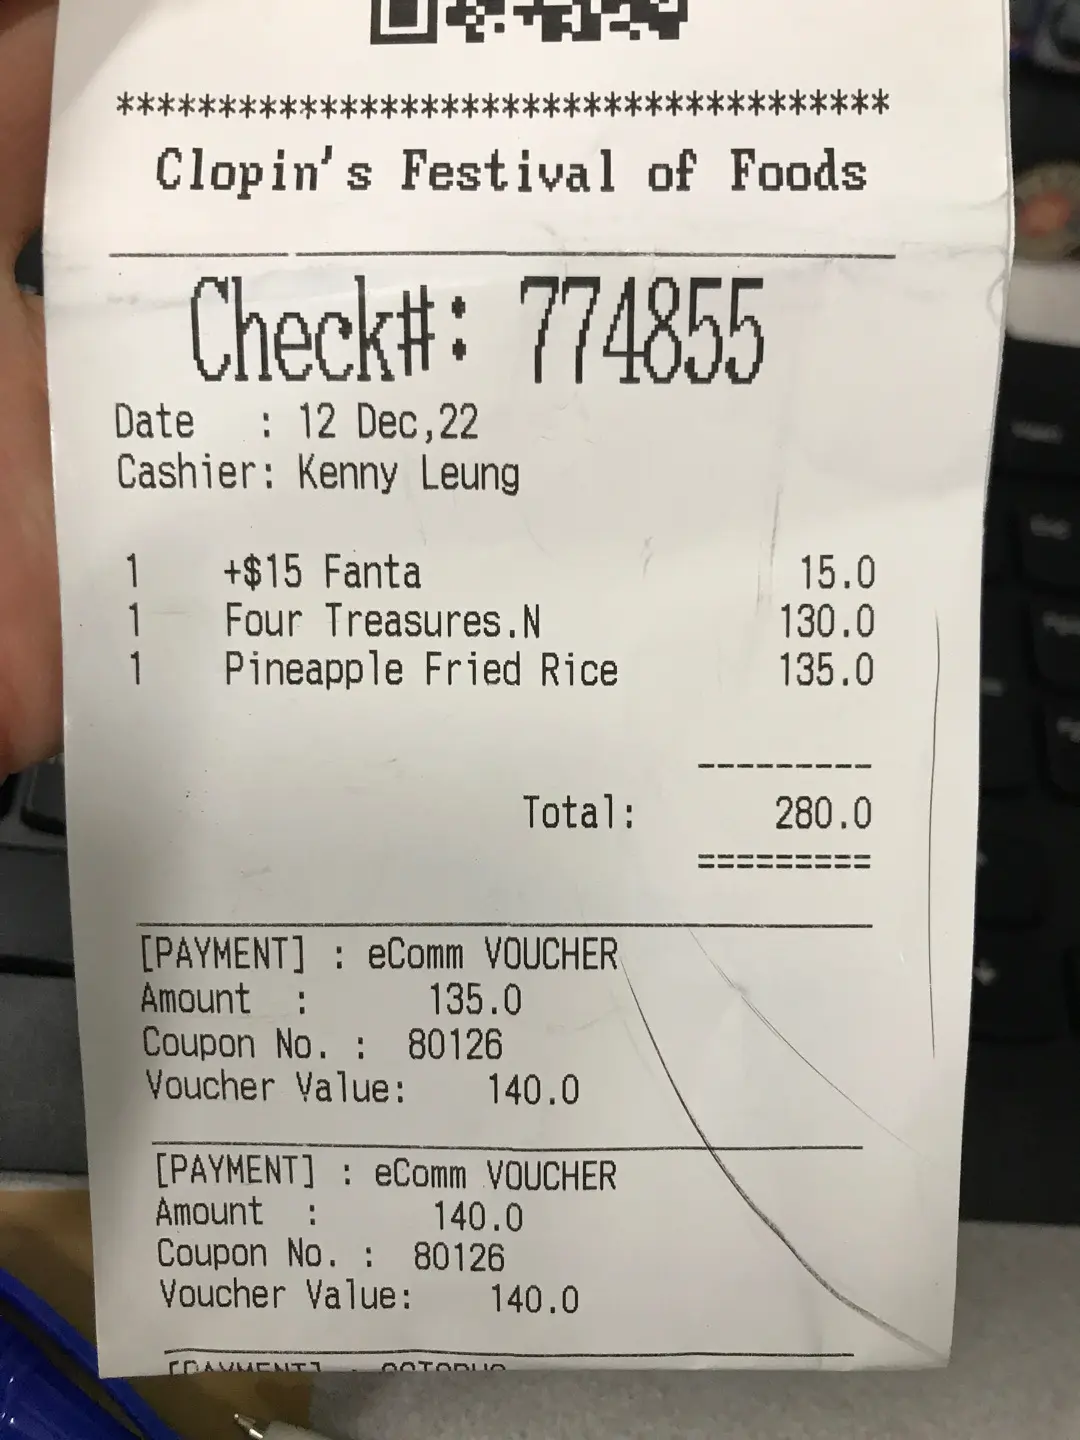 ****************************************
Clopin's Festival of Foods
Check#: 774855
Date : 12 Dec,22
Cashier: Kenny Leung
1 +$15 Fanta 15.0
1 Four Treasures.N 130.0
1 Pineapple Fried Rice 135.0
---------
Total: 280.0
=========
[PAYMENT] : eComm VOUCHER
Amount : 135.0
Coupon No. : 80126
Voucher Value: 140.0
[PAYMENT] : eComm VOUCHER
Amount : 140.0
Coupon No. : 80126
Voucher Value: 140.0
[PAYMENT] : OCTOPUS